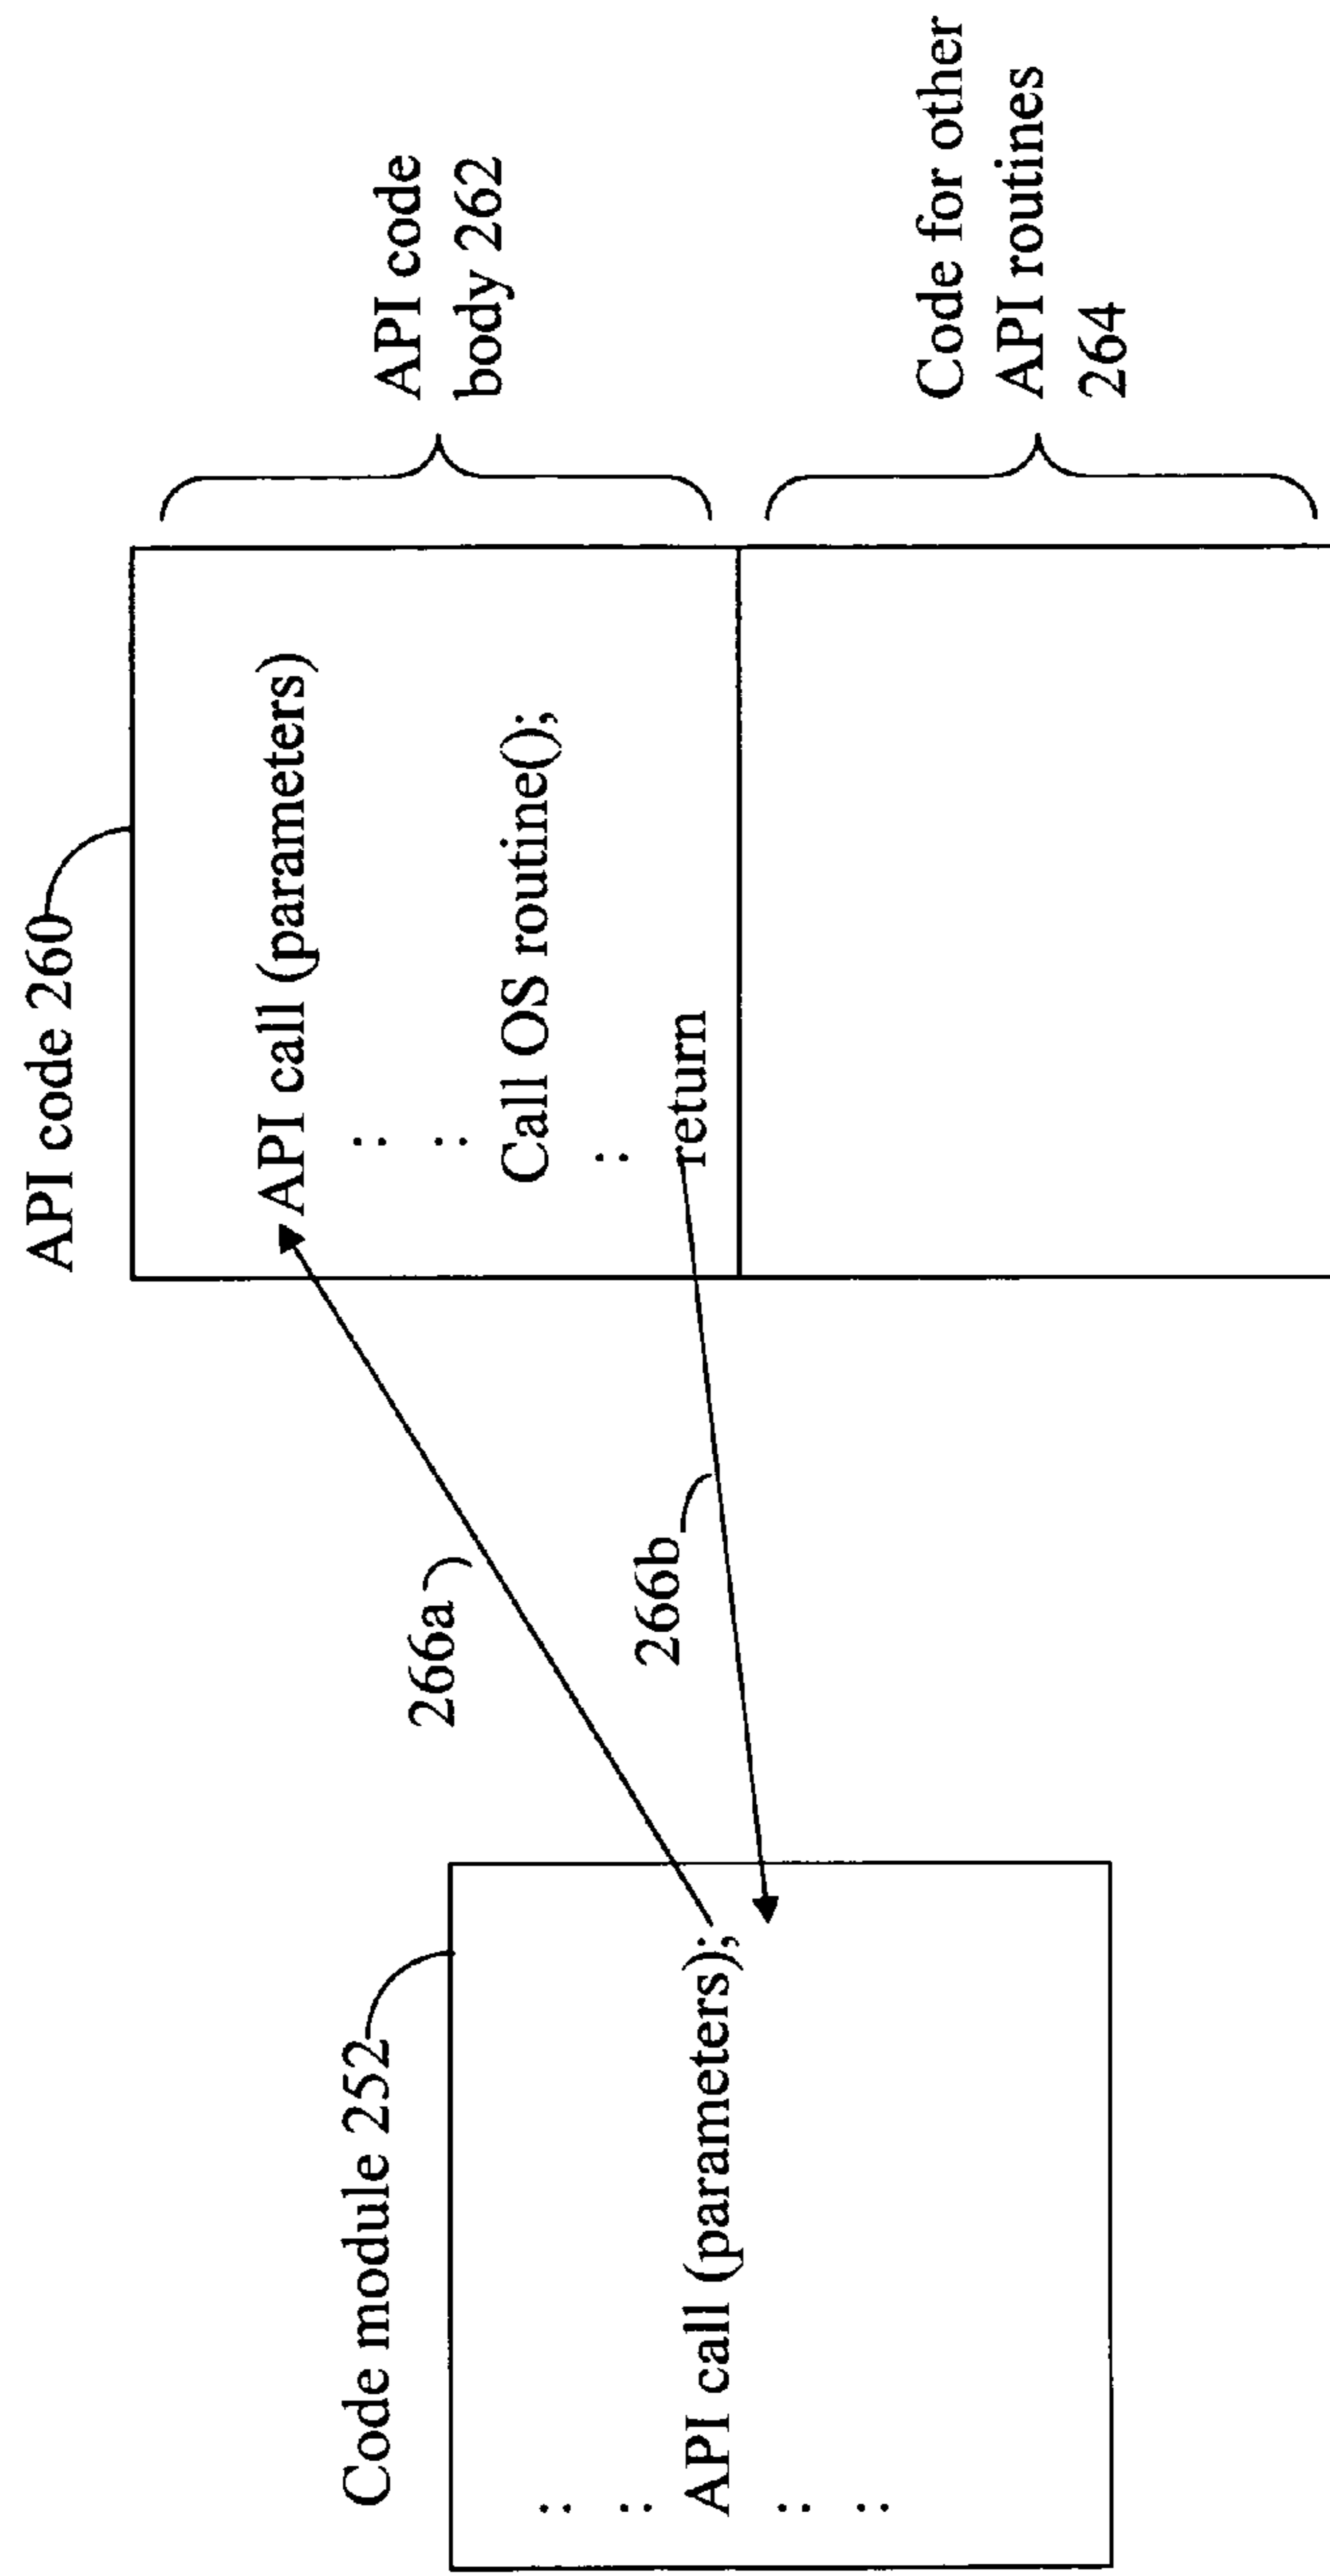 Code module 252
:
:
API call (parameters);
:
:
266a
266b
API code 260
API call (parameters)
:
:
Call OS routine();
:
return
API code
body 262
Code for other
API routines
264